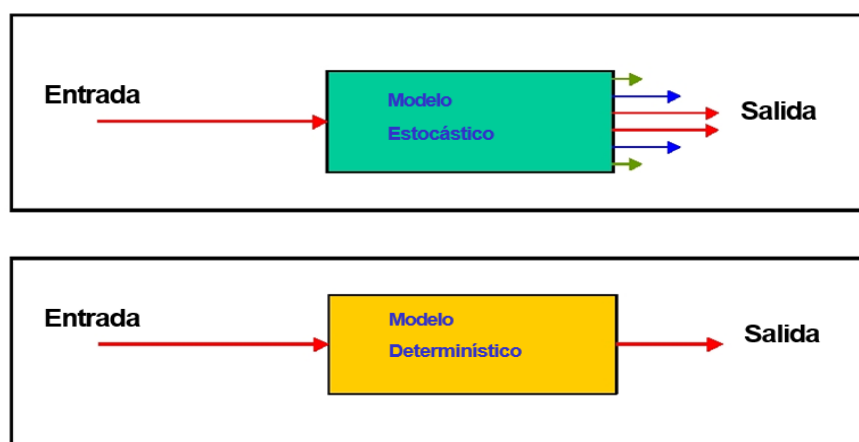 Entrada
Modelo
Estocástico
Salida
Entrada
Modelo
Determinístico
Salida